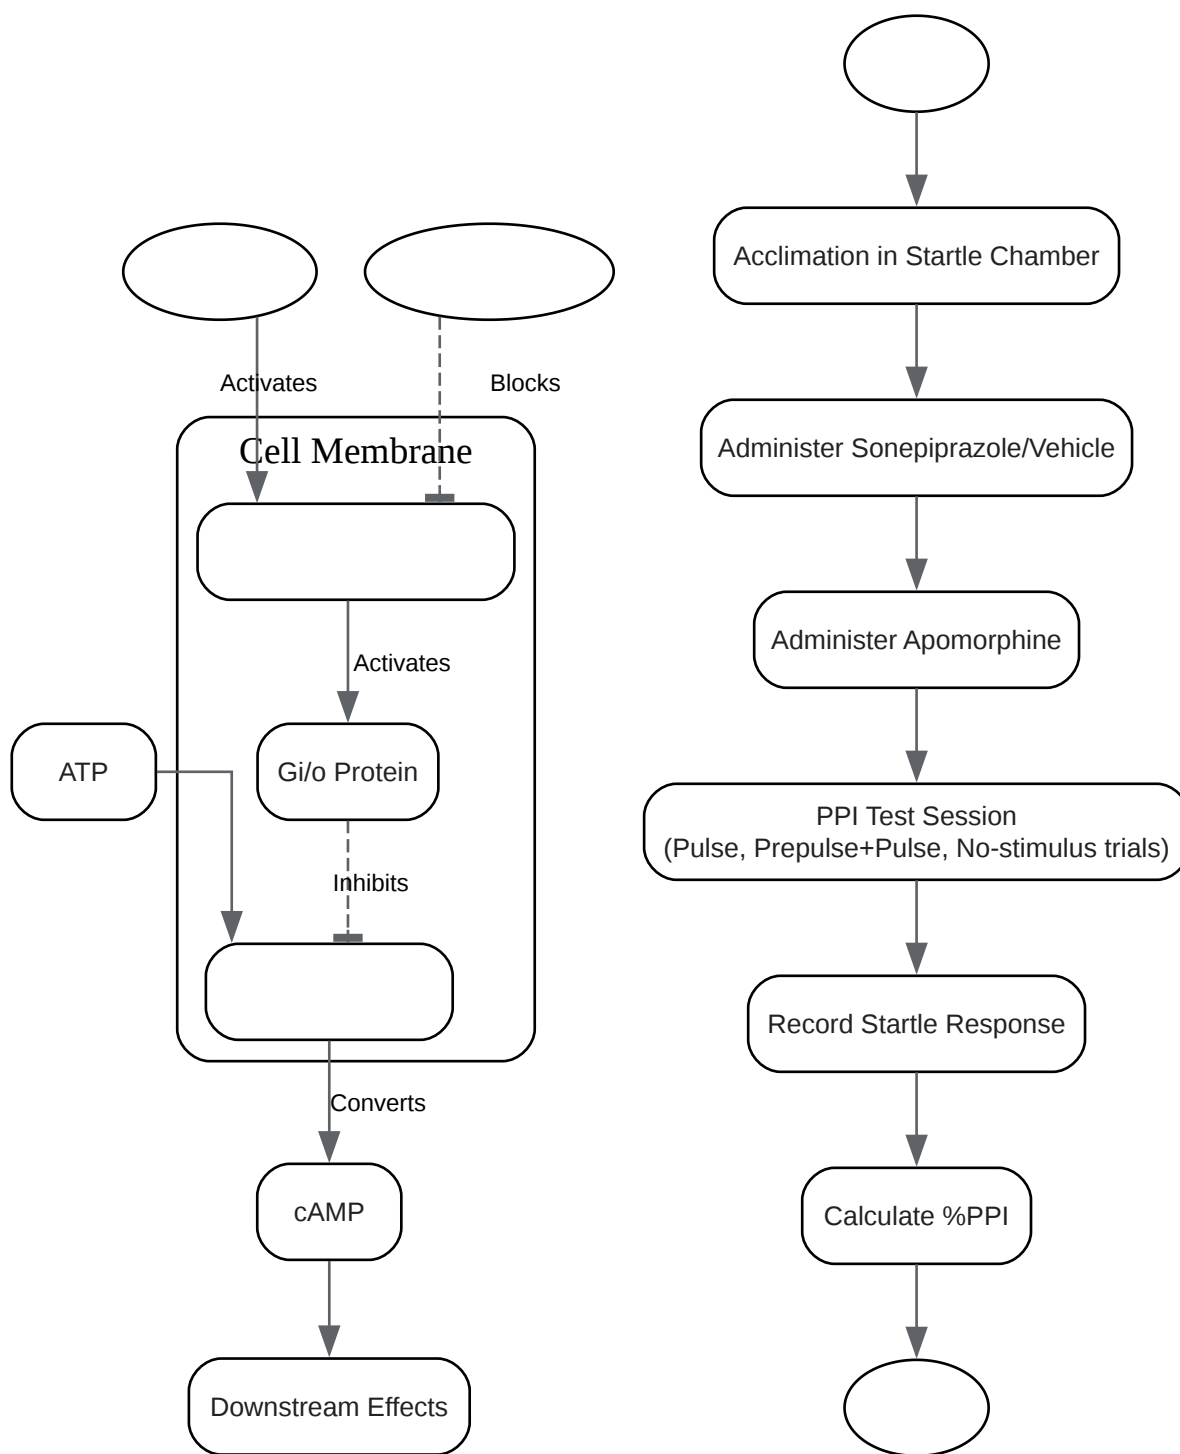 Activates
Blocks
Cell Membrane
Activates
ATP
Gi/o Protein
Inhibits
Converts
cAMP
Downstream Effects
Acclimation in Startle Chamber
Administer Sonepiprazole/Vehicle
Administer Apomorphine
PPI Test Session
(Pulse, Prepulse+Pulse, No-stimulus trials)
Record Startle Response
Calculate %PPI